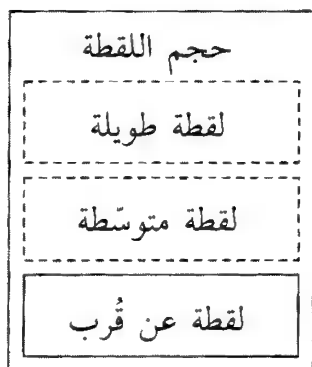 حجم اللقطة
لقطة طويلة
لقطة متوسّطة
لقطة عن قُرب